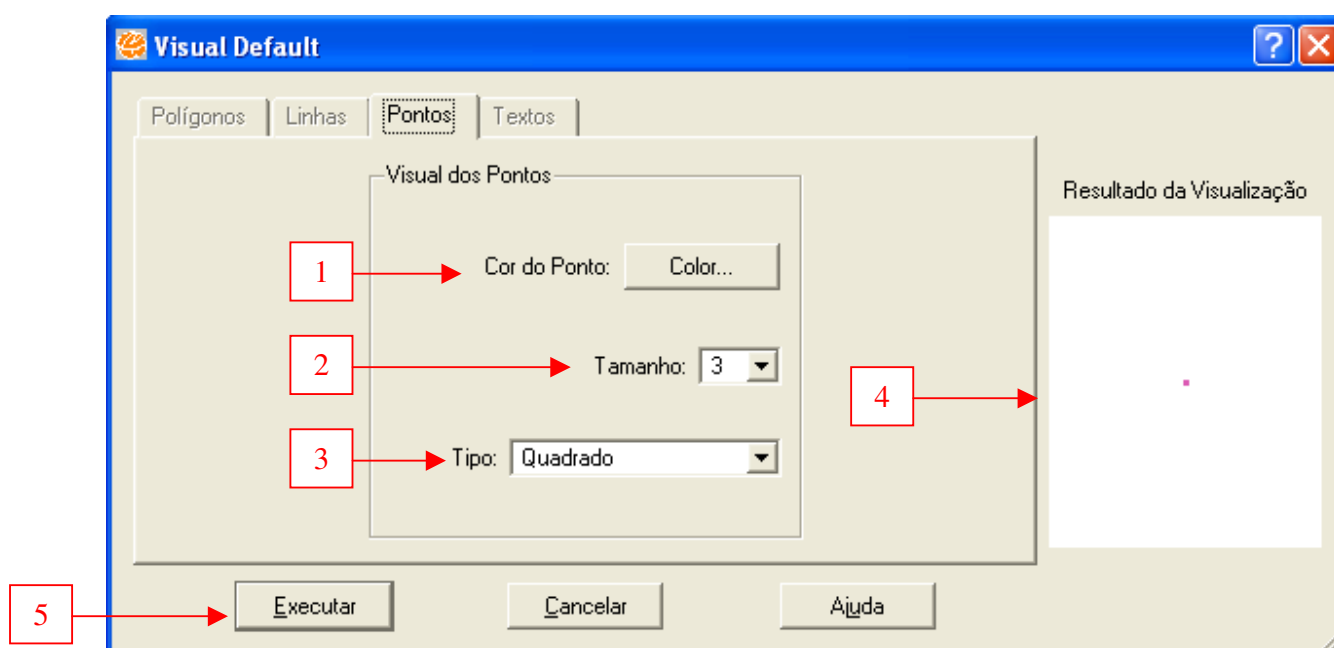 Visual Default
Polígonos Linhas Pontos Textos
Visual dos Pontos
Resultado da Visualização
1 Cor do Ponto: Color...
2 Tamanho: 3
4
3 Tipo: Quadrado
5 Executar Cancelar Ajuda